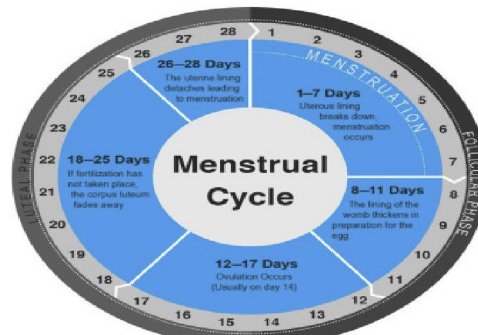 Menstrual
Cycle
1–7 Days
Uterous lining
breaks down,
menstruation
occurs
MENSTRUATION
8–11 Days
The lining of the
womb thickens in
preparation for the
egg
12–17 Days
Ovulation Occurs
(Usually on day 14)
18–25 Days
If fertilization has
not taken place,
the corpus luteum
fades away
26–28 Days
The uterine lining
detaches leading
to menstruation
FOLLICULAR PHASE
LUTEAL PHASE
1
2
3
4
5
6
7
8
9
10
11
12
13
14
15
16
17
18
19
20
21
22
23
24
25
26
27
28